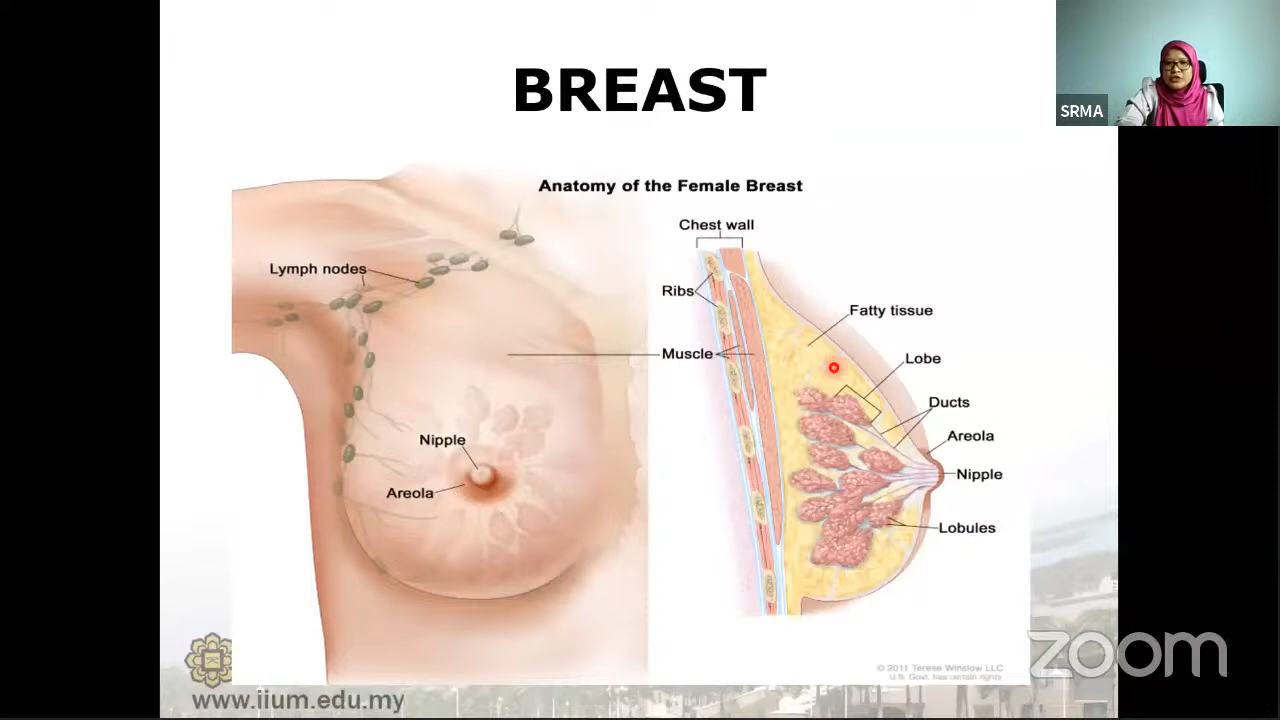 BREAST
SRMA
Anatomy of the Female Breast
Chest wall
Lymph nodes
Ribs
Fatty tissue
Muscle
Lobe
Ducts
Areola
Nipple
Nipple
Areola
Lobules
© 2011 Terese Winslow LLC
U.S. Govt. has certain rights
zoom
www.iium.edu.my